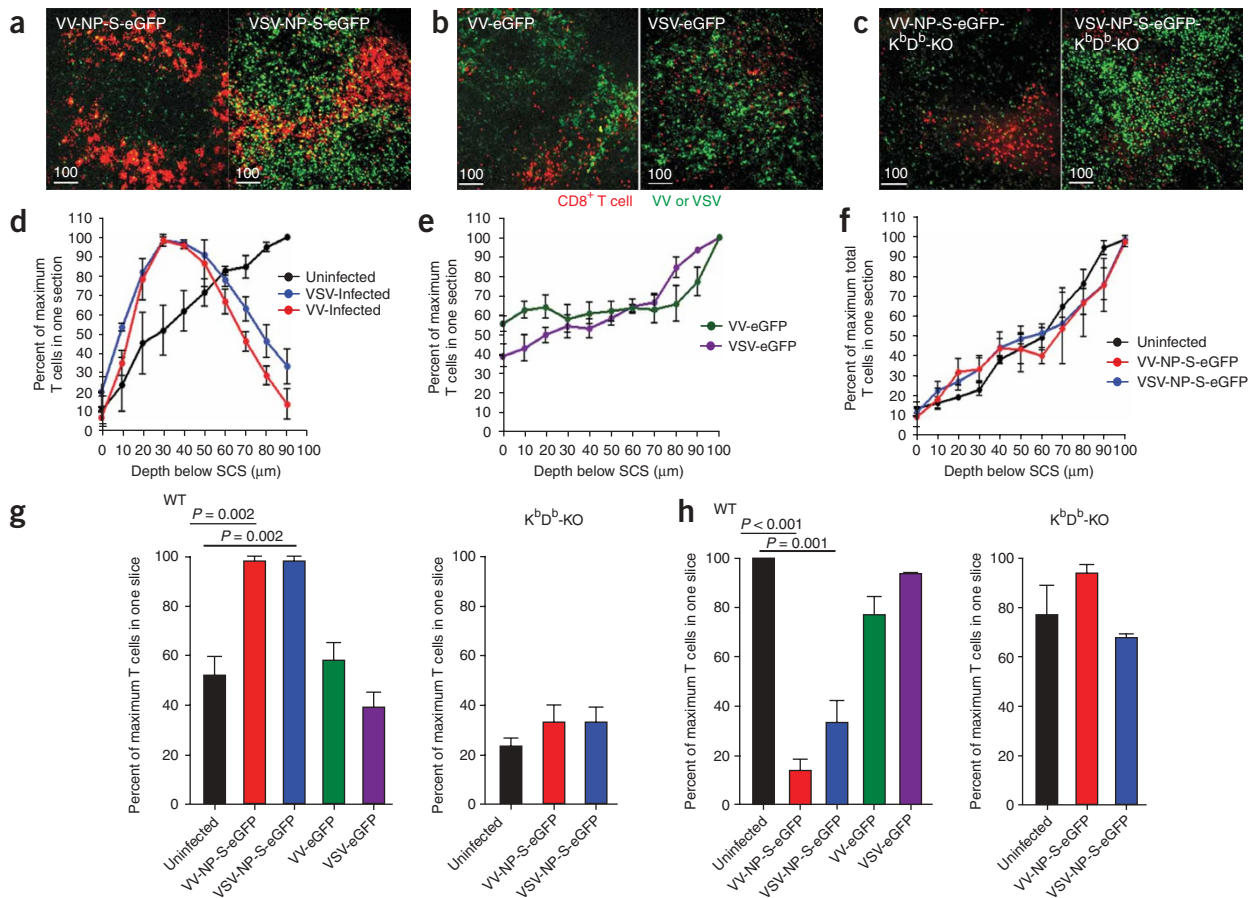 a
VV-NP-S-eGFP
VSV-NP-S-eGFP
100
100
b
VV-eGFP
VSV-eGFP
100
100
c
VV-NP-S-eGFP-
KbDb-KO
VSV-NP-S-eGFP-
KbDb-KO
100
100
CD8+ T cell
VV or VSV
d
Percent of maximum
T cells in one section
110
100
90
80
70
60
50
40
30
20
10
0
Uninfected
VSV-Infected
VV-Infected
0 10 20 30 40 50 60 70 80 90 100
Depth below SCS (μm)
e
Percent of maximum
T cells in one section
110
100
90
80
70
60
50
40
30
20
10
0
VV-eGFP
VSV-eGFP
0 10 20 30 40 50 60 70 80 90 100
Depth below SCS (μm)
f
Percent of maximum total
T cells in one section
110
100
90
80
70
60
50
40
30
20
10
0
Uninfected
VV-NP-S-eGFP
VSV-NP-S-eGFP
0 10 20 30 40 50 60 70 80 90 100
Depth below SCS (μm)
g
WT
P = 0.002
P = 0.002
Percent of maximum T cells in one slice
100
80
60
40
20
0
Uninfected
VV-NP-S-eGFP
VSV-NP-S-eGFP
VV-eGFP
VSV-eGFP
KbDb-KO
Percent of maximum T cells in one slice
100
80
60
40
20
0
Uninfected
VV-NP-S-eGFP
VSV-NP-S-eGFP
h
WT
P < 0.001
P = 0.001
Percent of maximum T cells in one slice
100
80
60
40
20
0
Uninfected
VV-NP-S-eGFP
VSV-NP-S-eGFP
VV-eGFP
VSV-eGFP
KbDb-KO
Percent of maximum T cells in one slice
100
80
60
40
20
0
Uninfected
VV-NP-S-eGFP
VSV-NP-S-eGFP